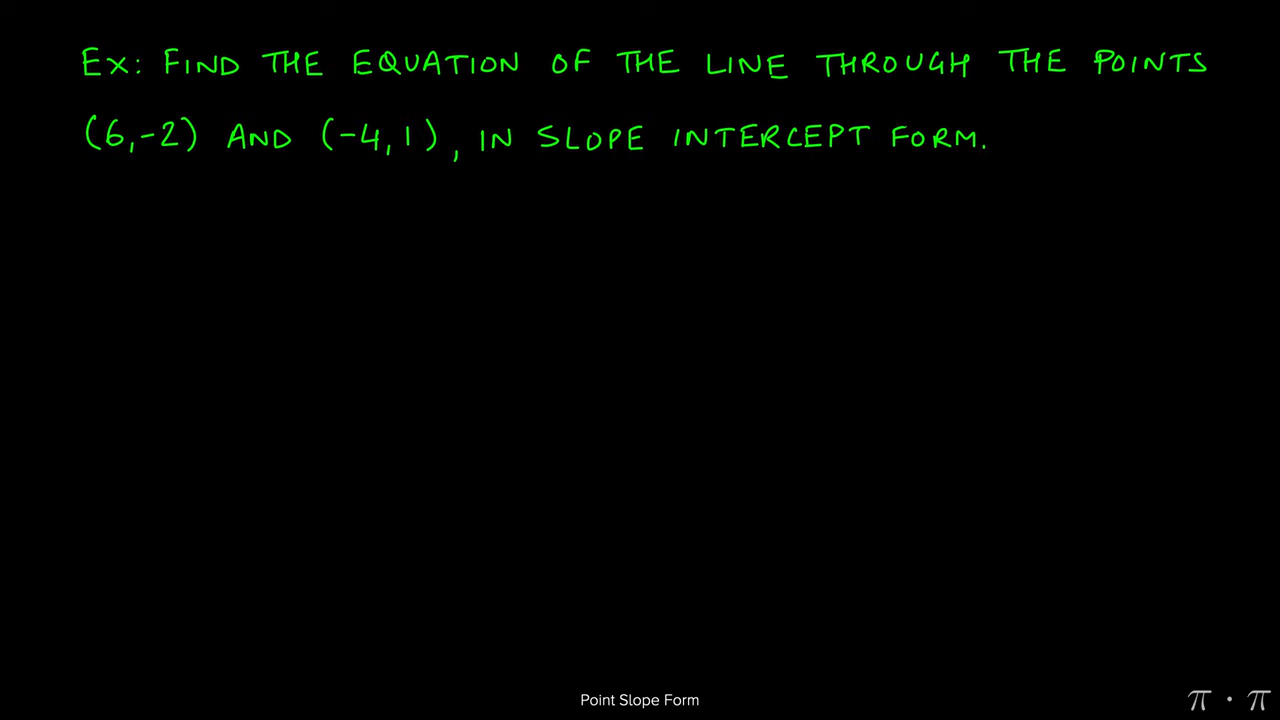 Ex: FIND THE EQUATION OF THE LINE THROUGH THE POINTS
(6,-2) AND (-4,1), IN SLOPE INTERCEPT FORM.
Point Slope Form
π · π